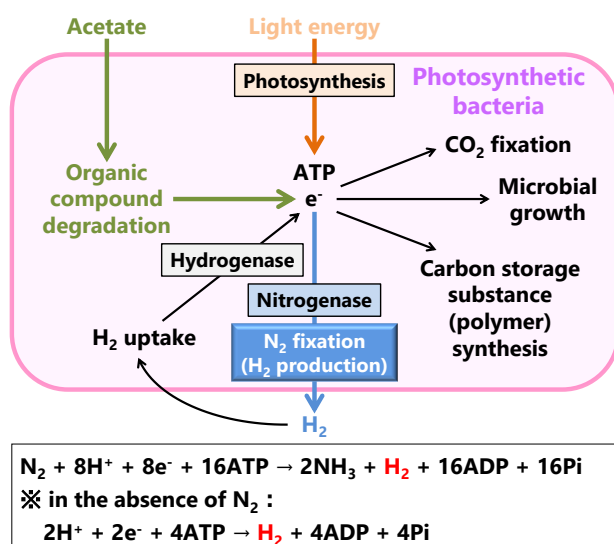 Acetate
Light energy
Photosynthesis
Photosynthetic
bacteria
CO₂ fixation
ATP
e⁻
Organic
compound
degradation
Microbial
growth
Hydrogenase
Carbon storage
substance
(polymer)
synthesis
Nitrogenase
H₂ uptake
N₂ fixation
(H₂ production)
H₂
N₂ + 8H⁺ + 8e⁻ + 16ATP → 2NH₃ + H₂ + 16ADP + 16Pi
※ in the absence of N₂ :
2H⁺ + 2e⁻ + 4ATP → H₂ + 4ADP + 4Pi